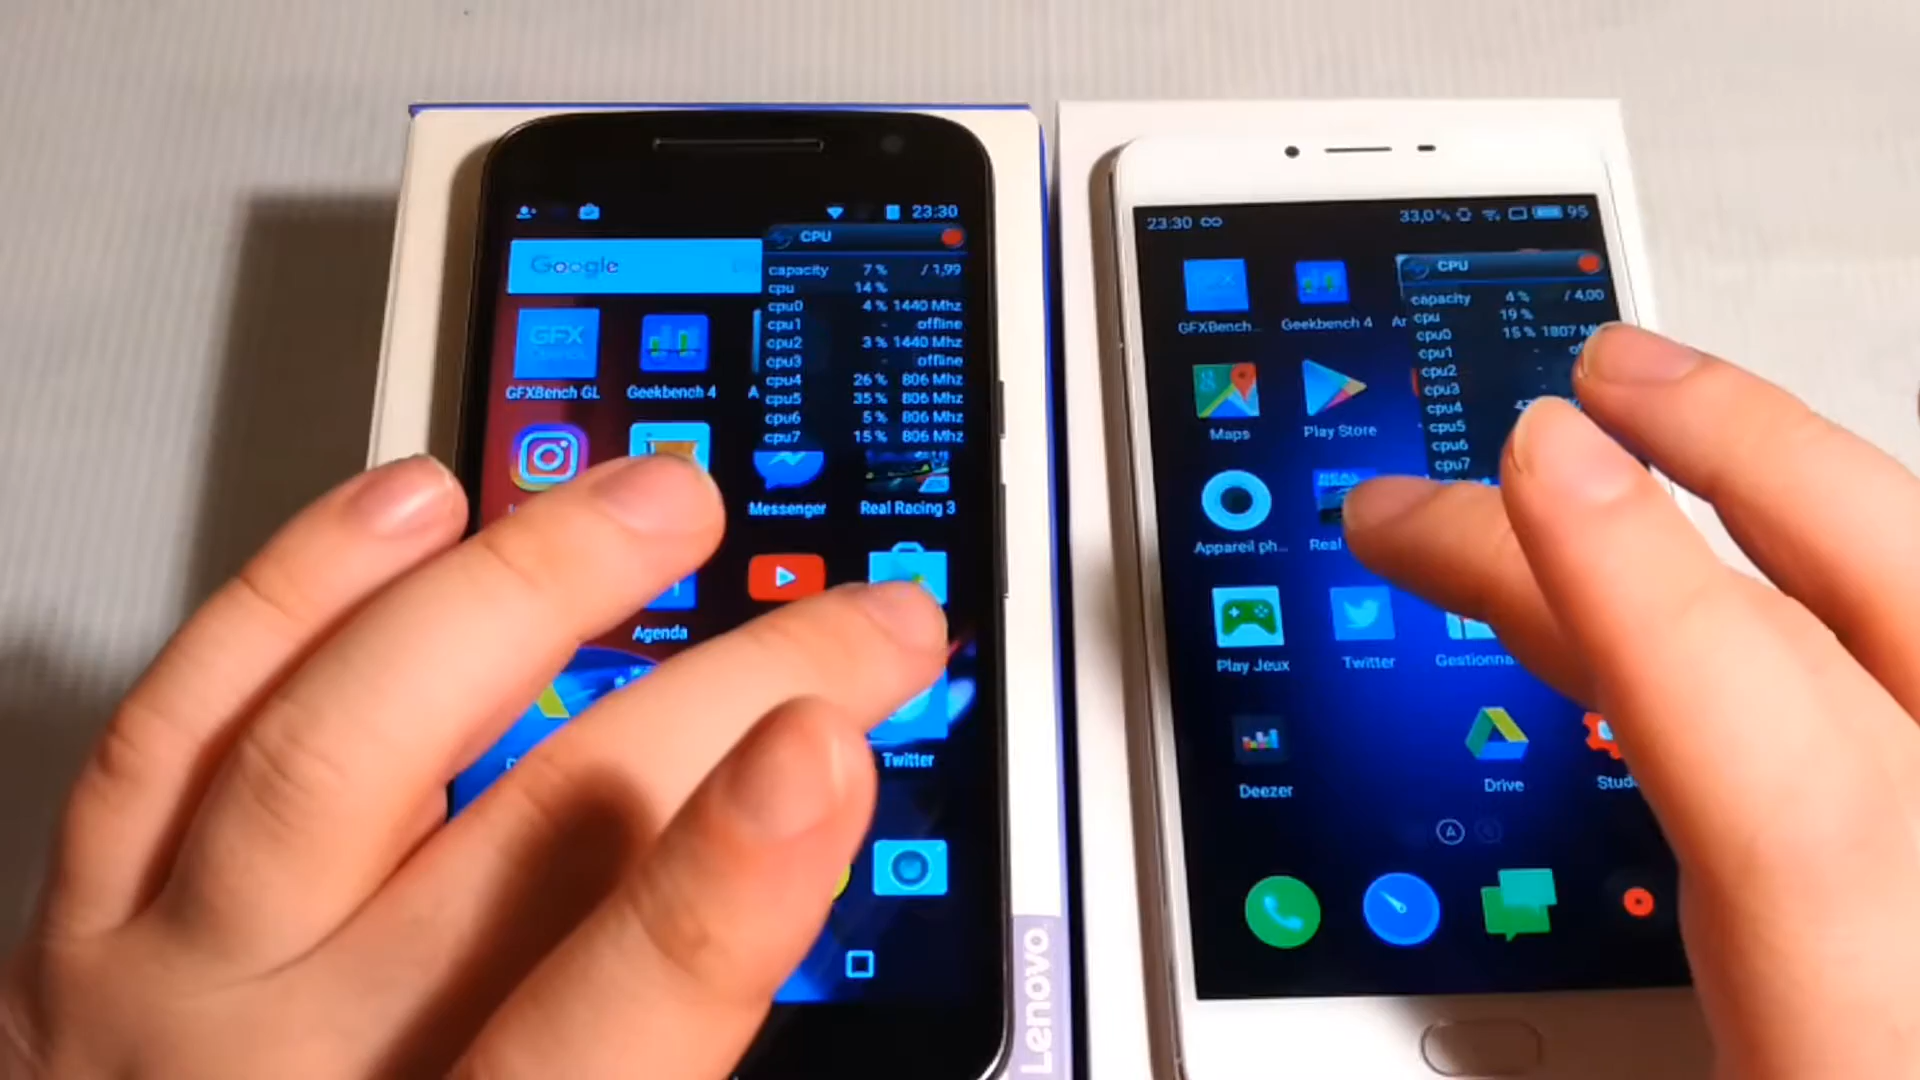 23:30
Google
CPU
capacity 7% / 1,99
cpu 14%
cpu0 4% 1440 Mhz
cpu1 - offline
cpu2 3% 1440 Mhz
cpu3 - offline
cpu4 26% 806 Mhz
cpu5 35% 806 Mhz
cpu6 5% 806 Mhz
cpu7 15% 806 Mhz
GFX
GFXBench GL
Geekbench 4
A
Messenger
Real Racing 3
Agenda
Twitter
Lenovo
23:30
33,0%
95
CPU
capacity 4% / 4,00
cpu 19%
cpu0 15% 1807
cpu1 -
cpu2 -
cpu3 -
cpu4
cpu5
cpu6
cpu7
GFXBench...
Geekbench 4
Maps
Play Store
Appareil ph...
REAL
Real
Play Jeux
Twitter
Gestionna
Deezer
Drive
Stud
A